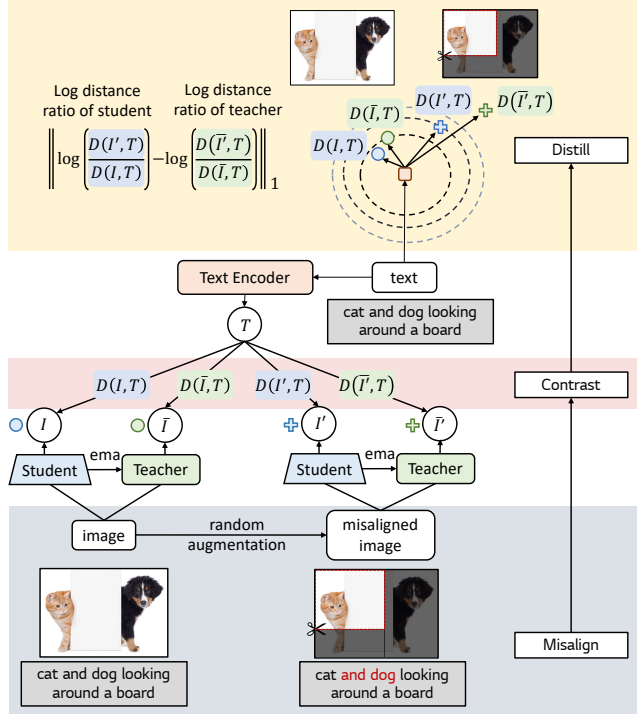 Log distance
ratio of student
Log distance
ratio of teacher
‖ log ( D(I′, T) / D(I, T) ) − log ( D(Ī′, T) / D(Ī, T) ) ‖₁
D(Ī, T)
D(I′, T)
D(Ī′, T)
D(I, T)
Distill
Text Encoder
text
cat and dog looking
around a board
T
D(I, T)
D(Ī, T)
D(I′, T)
D(Ī′, T)
Contrast
I
Ī
I′
Ī′
Student
ema
Teacher
Student
ema
Teacher
image
random
augmentation
misaligned
image
Misalign
cat and dog looking
around a board
cat and dog looking
around a board